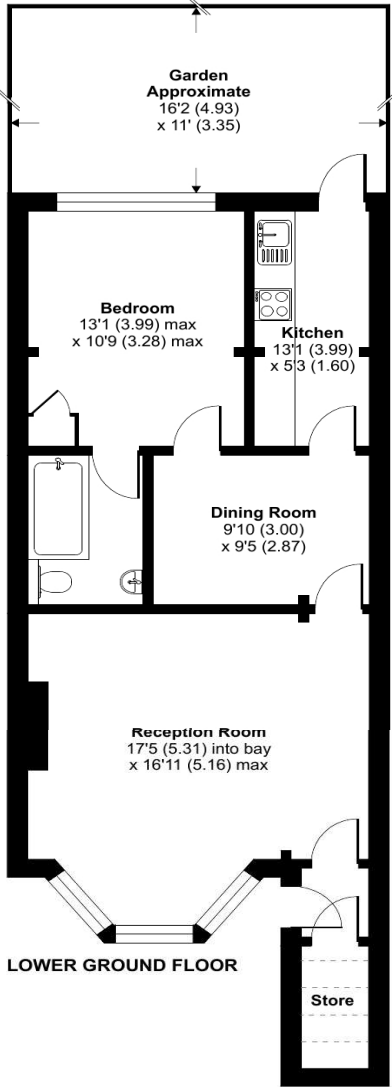 Garden
Approximate
16'2 (4.93)
x 11' (3.35)
Bedroom
13'1 (3.99) max
x 10'9 (3.28) max
Kitchen
13'1 (3.99)
x 5'3 (1.60)
Dining Room
9'10 (3.00)
x 9'5 (2.87)
Reception Room
17'5 (5.31) into bay
x 16'11 (5.16) max
LOWER GROUND FLOOR
Store